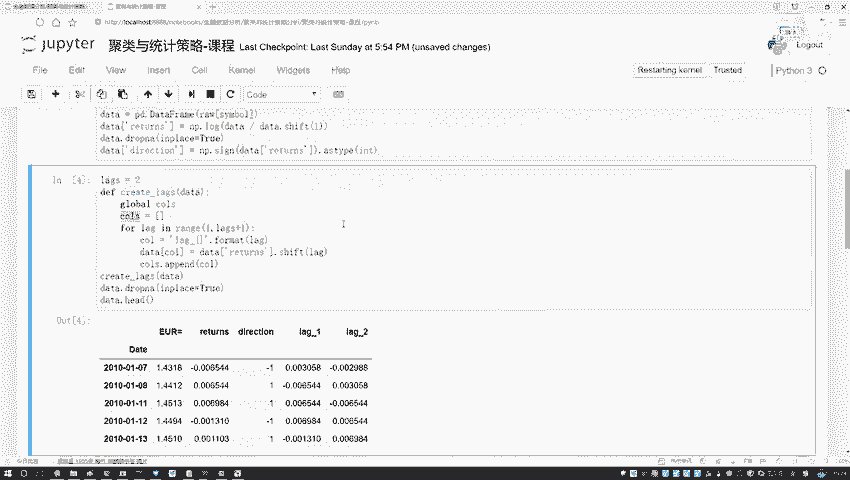 jupyter 聚类与统计策略-课程 Last Checkpoint: Last Sunday at 5:54 PM (unsaved changes)
Logout
File Edit View Insert Cell Kernel Widgets Help
Restarting kernel Trusted Python 3
Code
data = pd.DataFrame(raw[symbol])
data['returns'] = np.log(data / data.shift(1))
data.dropna(inplace=True)
data['direction'] = np.sign(data['returns']).astype(int)
In [4]: lags = 2
def create_lags(data):
global cols
cols = []
for lag in range(1,lags+1):
col = 'lag_{}'.format(lag)
data[col] = data['returns'].shift(lag)
cols.append(col)
create_lags(data)
data.dropna(inplace=True)
data.head()
Out[4]:
EUR= returns direction lag_1 lag_2
Date
2010-01-07 1.4318 -0.006544 -1 0.003058 -0.002988
2010-01-08 1.4412 0.006544 1 -0.006544 0.003058
2010-01-11 1.4513 0.006984 1 0.006544 -0.006544
2010-01-12 1.4494 -0.001310 -1 0.006984 0.006544
2010-01-13 1.4510 0.001103 1 -0.001310 0.006984